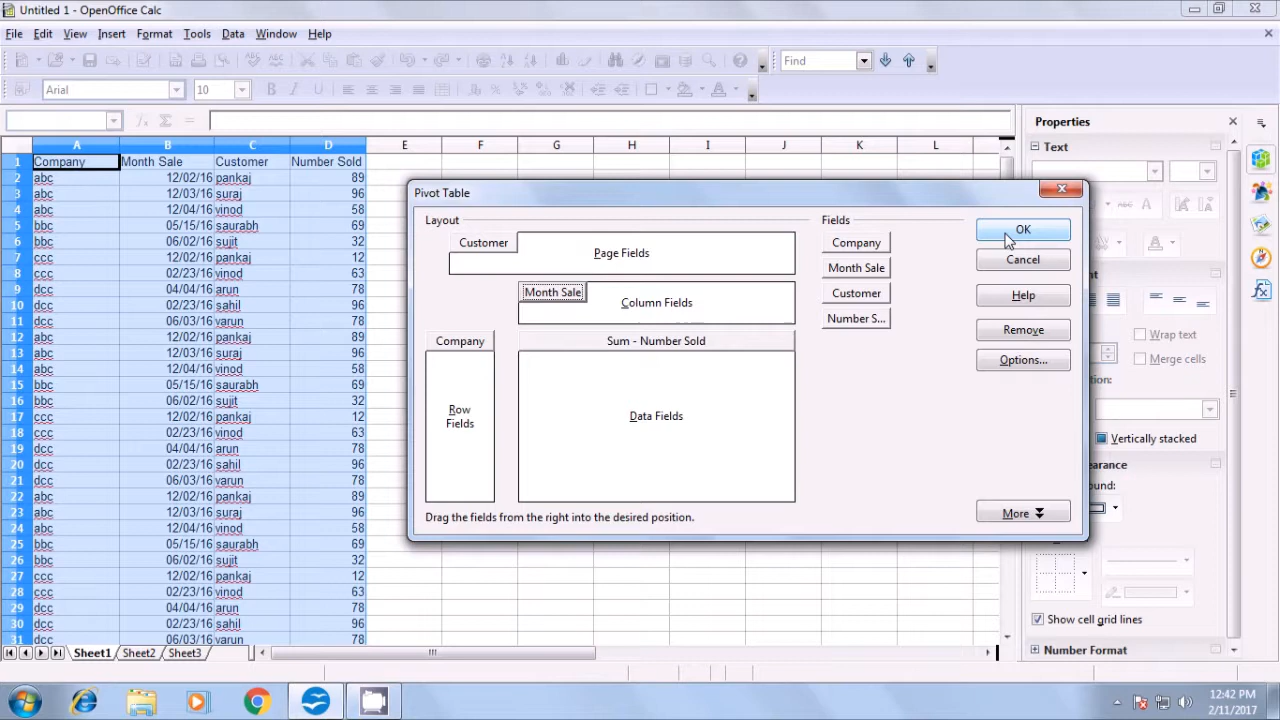 Untitled 1 - OpenOffice Calc
File Edit View Insert Format Tools Data Window Help
Find
Arial 10
A B C D E F G H I J K L
1 Company Month Sale Customer Number Sold
2 abc 12/02/16 pankaj 89
3 abc 12/03/16 suraj 96
4 abc 12/04/16 vinod 58
5 bbc 05/15/16 saurabh 69
6 bbc 06/02/16 sujit 32
7 ccc 12/02/16 pankaj 12
8 ccc 02/23/16 vinod 63
9 dcc 04/04/16 arun 78
10 dcc 02/23/16 sahil 96
11 dcc 06/03/16 varun 78
12 abc 12/02/16 pankaj 89
13 abc 12/03/16 suraj 96
14 abc 12/04/16 vinod 58
15 bbc 05/15/16 saurabh 69
16 bbc 06/02/16 sujit 32
17 ccc 12/02/16 pankaj 12
18 ccc 02/23/16 vinod 63
19 dcc 04/04/16 arun 78
20 dcc 02/23/16 sahil 96
21 dcc 06/03/16 varun 78
22 abc 12/02/16 pankaj 89
23 abc 12/03/16 suraj 96
24 abc 12/04/16 vinod 58
25 bbc 05/15/16 saurabh 69
26 bbc 06/02/16 sujit 32
27 ccc 12/02/16 pankaj 12
28 ccc 02/23/16 vinod 63
29 dcc 04/04/16 arun 78
30 dcc 02/23/16 sahil 96
31 dcc 06/03/16 varun 78
Sheet1 Sheet2 Sheet3
Pivot Table
Layout
Customer
Page Fields
Month Sale
Column Fields
Company
Sum - Number Sold
Row
Fields
Data Fields
Drag the fields from the right into the desired position.
Fields
Company
Month Sale
Customer
Number S...
OK
Cancel
Help
Remove
Options...
More
Properties
Text
Wrap text
Merge cells
Vertically stacked
Show cell grid lines
Number Format
12:42 PM
2/11/2017